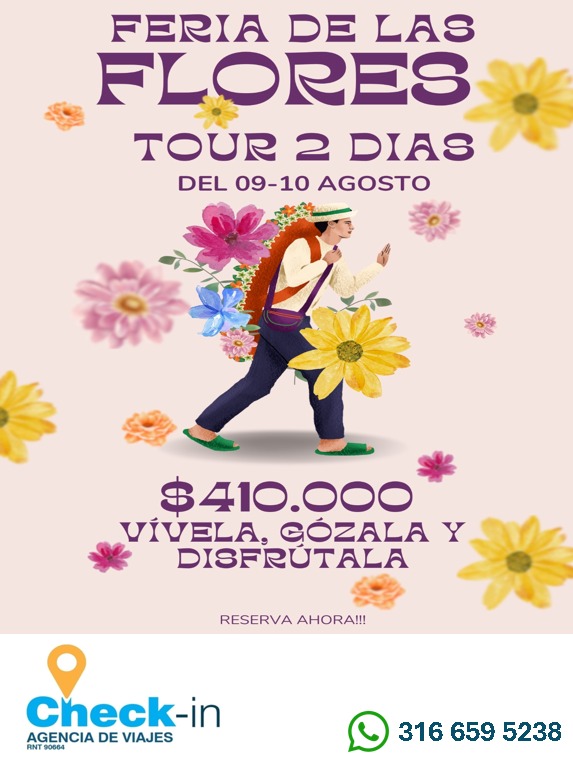 FERIA DE LAS
FLORES
TOUR 2 DIAS
DEL 09-10 AGOSTO
$410.000
VÍVELA, GÓZALA Y
DISFRÚTALA
RESERVA AHORA!!!
Check-in
AGENCIA DE VIAJES
RNT 90664
316 659 5238